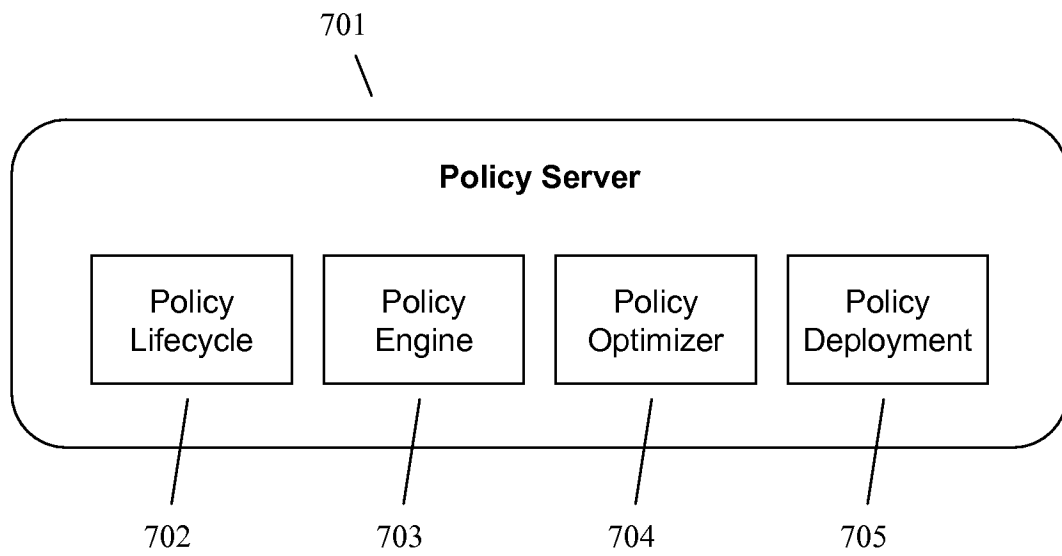 701
Policy Server
Policy
Lifecycle
Policy
Engine
Policy
Optimizer
Policy
Deployment
702
703
704
705